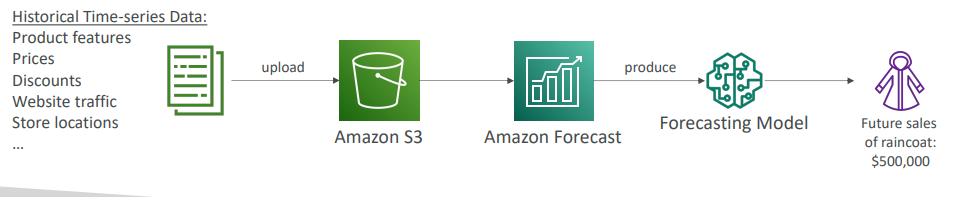 Historical Time-series Data:
Product features
Prices
Discounts
Website traffic
Store locations
...
upload
Amazon S3
Amazon Forecast
produce
Forecasting Model
Future sales
of raincoat:
$500,000